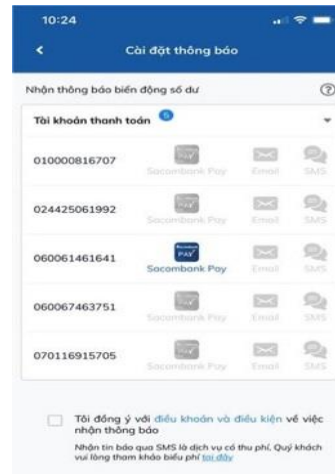 10:24
Cài đặt thông báo
Nhận thông báo biến động số dư
Tài khoản thanh toán 5
010000816707 Sacombank Pay Email SMS
024425061992 Sacombank Pay Email SMS
060061461641 PAY Sacombank Pay Email SMS
060067463751 Sacombank Pay Email SMS
070116915705 Sacombank Pay Email SMS
Tôi đồng ý với điều khoản và điều kiện về việc
nhận thông báo
Nhận tin báo qua SMS là dịch vụ có thu phí, Quý khách
vui lòng tham khảo biểu phí tại đây